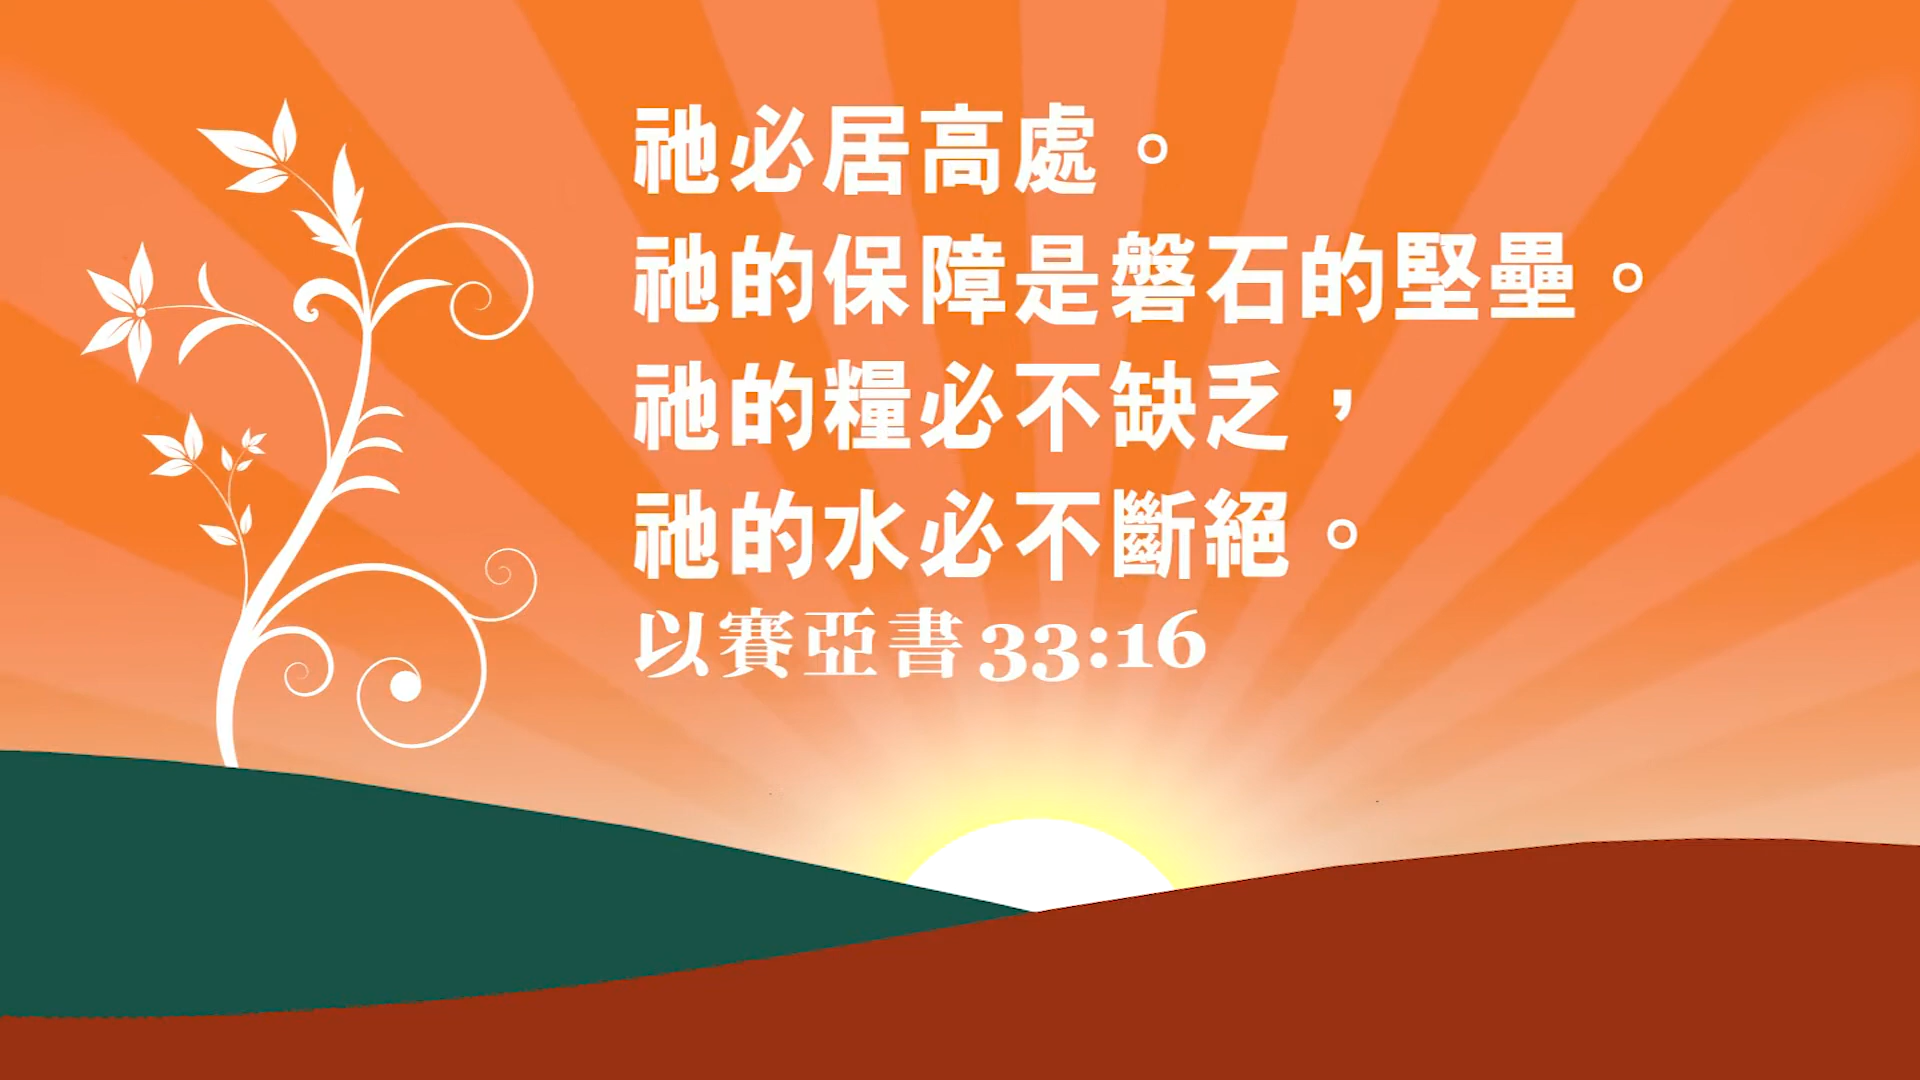 祂必居高處。
祂的保障是磐石的堅壘。
祂的糧必不缺乏，
祂的水必不斷絕。
以賽亞書33:16